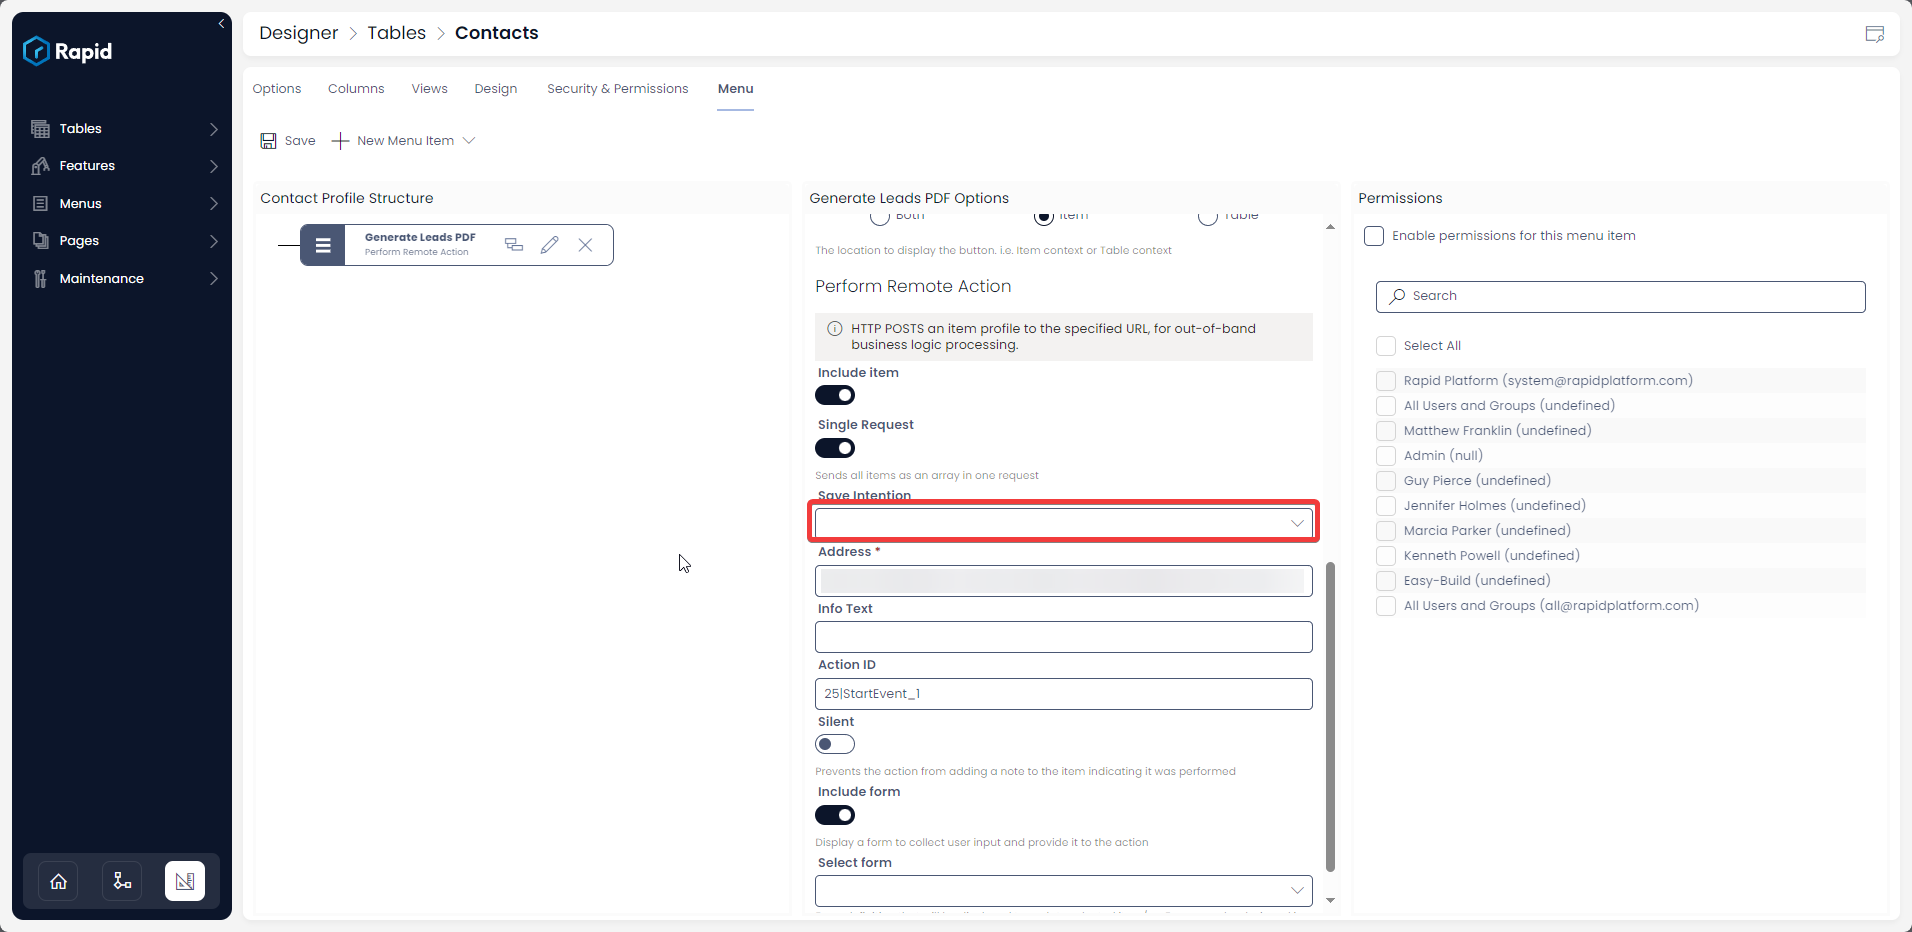 Rapid
Designer > Tables > Contacts
Options Columns Views Design Security & Permissions Menu
Save New Menu Item
Tables
Features
Menus
Pages
Maintenance
Contact Profile Structure
Generate Leads PDF
Perform Remote Action
Generate Leads PDF Options
Both Item Table
The location to display the button. i.e. Item context or Table context
Perform Remote Action
HTTP POSTS an item profile to the specified URL, for out-of-band
business logic processing.
Include item
Single Request
Sends all items as an array in one request
Save Intention
Address *
Info Text
Action ID
25|StartEvent_1
Silent
Prevents the action from adding a note to the item indicating it was performed
Include form
Display a form to collect user input and provide it to the action
Select form
Permissions
Enable permissions for this menu item
Search
Select All
Rapid Platform (system@rapidplatform.com)
All Users and Groups (undefined)
Matthew Franklin (undefined)
Admin (null)
Guy Pierce (undefined)
Jennifer Holmes (undefined)
Marcia Parker (undefined)
Kenneth Powell (undefined)
Easy-Build (undefined)
All Users and Groups (all@rapidplatform.com)